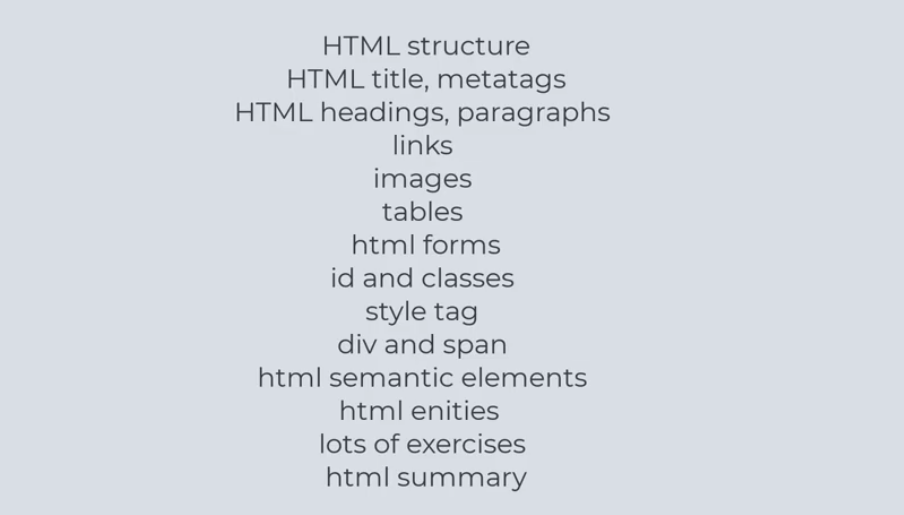 HTML structure
HTML title, metatags
HTML headings, paragraphs
links
images
tables
html forms
id and classes
style tag
div and span
html semantic elements
html enities
lots of exercises
html summary